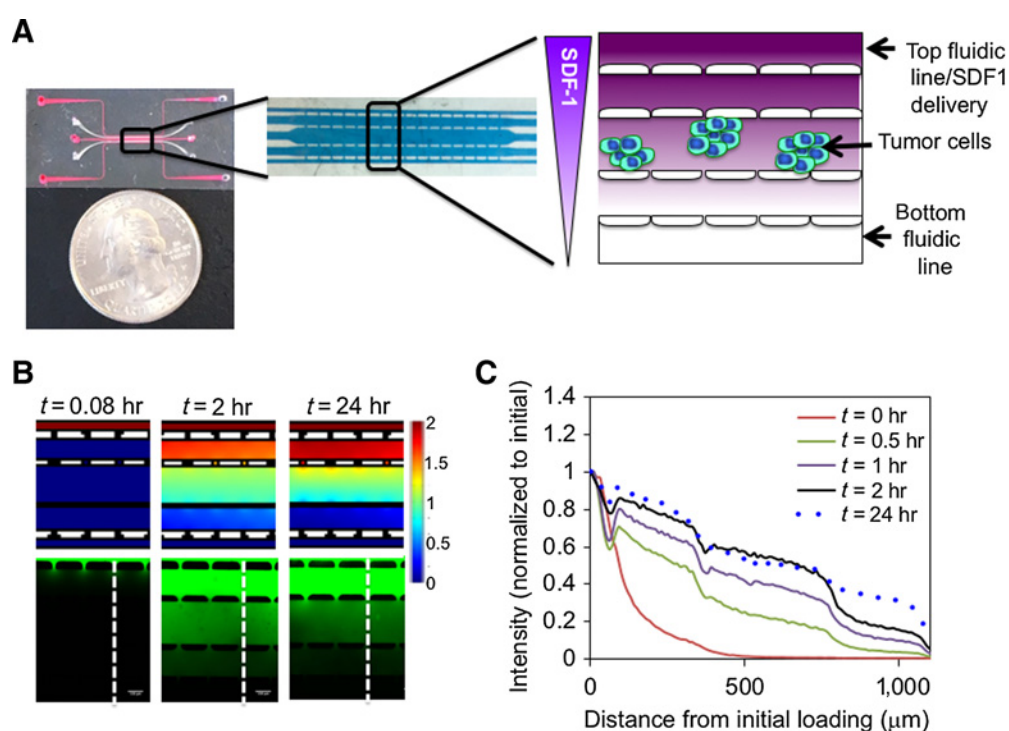 A
SDF-1
Top fluidic
line/SDF1
delivery
Tumor cells
Bottom
fluidic
line
LIBERTY
B
t = 0.08 hr
t = 2 hr
t = 24 hr
2
1.5
1
0.5
0
C
Intensity (normalized to initial)
1.4
1.2
1
0.8
0.6
0.4
0.2
0
0
500
1,000
Distance from initial loading (μm)
t = 0 hr
t = 0.5 hr
t = 1 hr
t = 2 hr
t = 24 hr